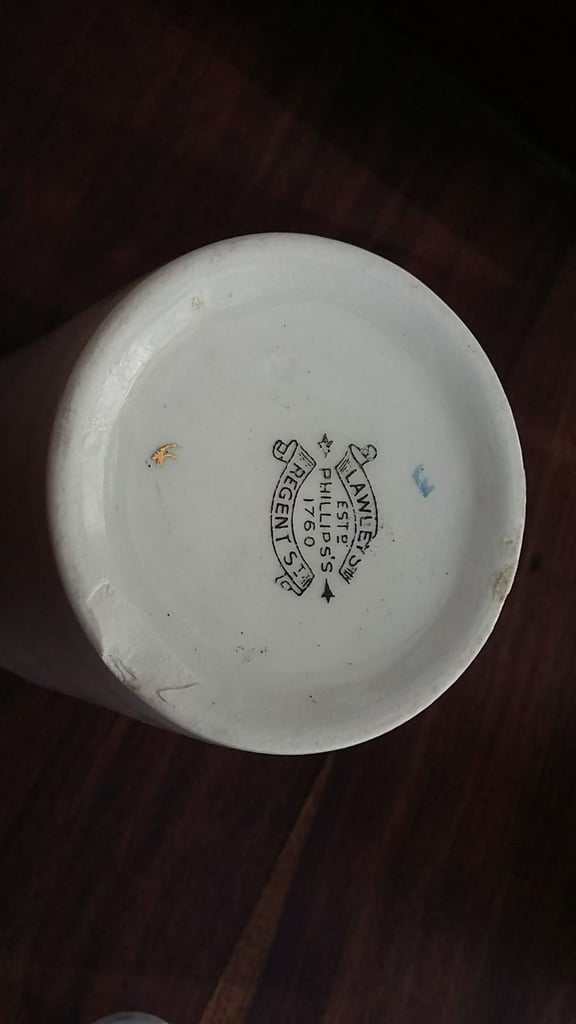 LAWLEYS
ESTD
PHILLIPS'S
1760
REGENT ST